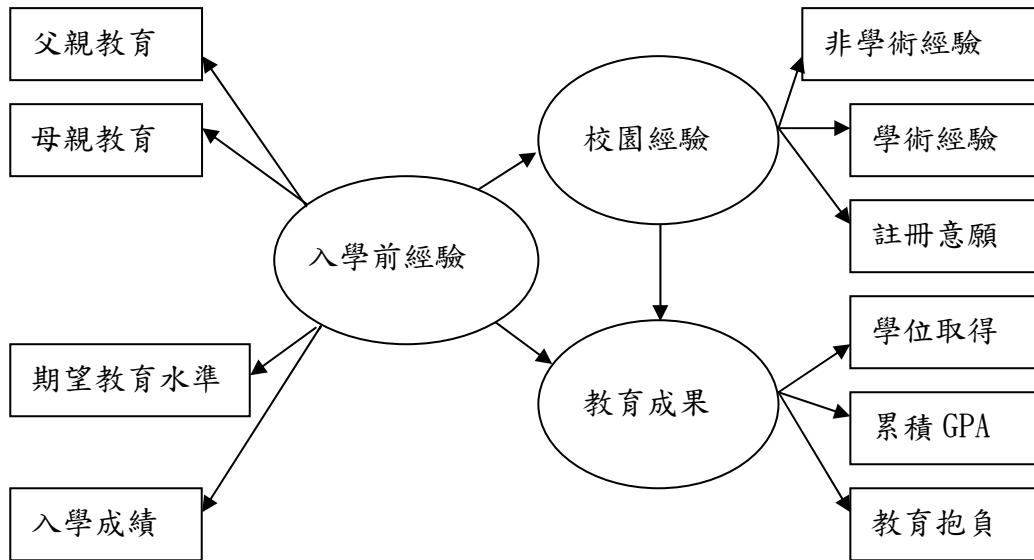 父親教育
母親教育
期望教育水準
入學成績
入學前經驗
校園經驗
教育成果
非學術經驗
學術經驗
註冊意願
學位取得
累積 GPA
教育抱負